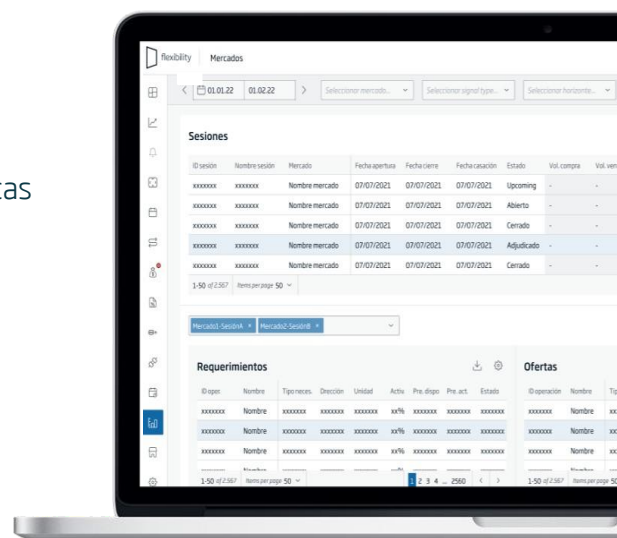 flexibility Mercados
01.01.22 01.02.22 Seleccionar mercado... Seleccionar signal type... Seleccionar horizonte...
Sesiones
ID sesión Nombre sesión Mercado Fecha apertura Fecha cierre Fecha casación Estado Vol. compra Vol. ven
xxxxxxx xxxxxxx Nombre mercado 07/07/2021 07/07/2021 07/07/2021 Upcoming - -
xxxxxxx xxxxxxx Nombre mercado 07/07/2021 07/07/2021 07/07/2021 Abierto - -
xxxxxxx xxxxxxx Nombre mercado 07/07/2021 07/07/2021 07/07/2021 Cerrado - -
xxxxxxx xxxxxxx Nombre mercado 07/07/2021 07/07/2021 07/07/2021 Adjudicado - -
xxxxxxx xxxxxxx Nombre mercado 07/07/2021 07/07/2021 07/07/2021 Cerrado - -
1-50 of 2.567 Items per page 50
Mercado1-SesiónA × Mercado2-SesiónB ×
Requerimientos Ofertas
ID oper. Nombre Tipo neces. Dirección Unidad Activ Pre. dispo Pre. act. Estado ID operación Nombre Tip
xxxxxxx Nombre xxxxxxx xxxxxxx xxxxxxx xx% xxxxxxx xxxxxxx xxxxxxx xxxxxxx Nombre xx
xxxxxxx Nombre xxxxxxx xxxxxxx xxxxxxx xx% xxxxxxx xxxxxxx xxxxxxx xxxxxxx Nombre xx
xxxxxxx Nombre xxxxxxx xxxxxxx xxxxxxx xx% xxxxxxx xxxxxxx xxxxxxx xxxxxxx Nombre xx
1-50 of 2.567 Items per page 50 1 2 3 4 ... 2560 < > 1-50 of 2.567 Items per page 50